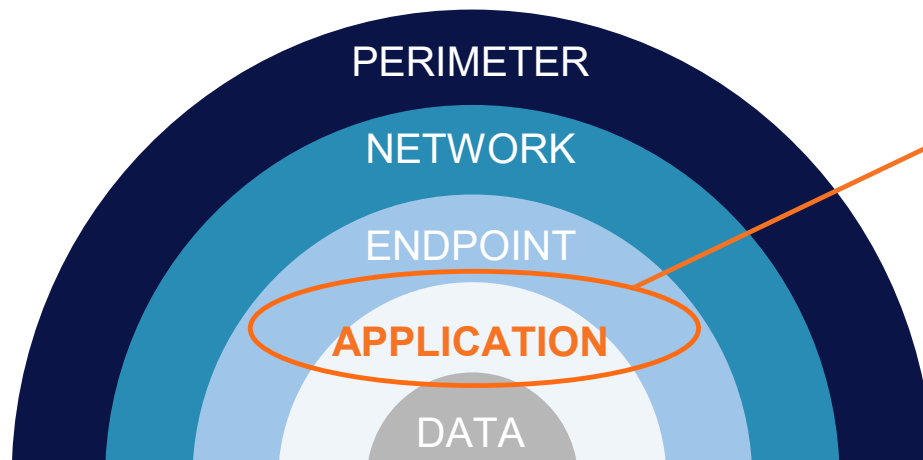 PERIMETER
NETWORK
ENDPOINT
APPLICATION
DATA